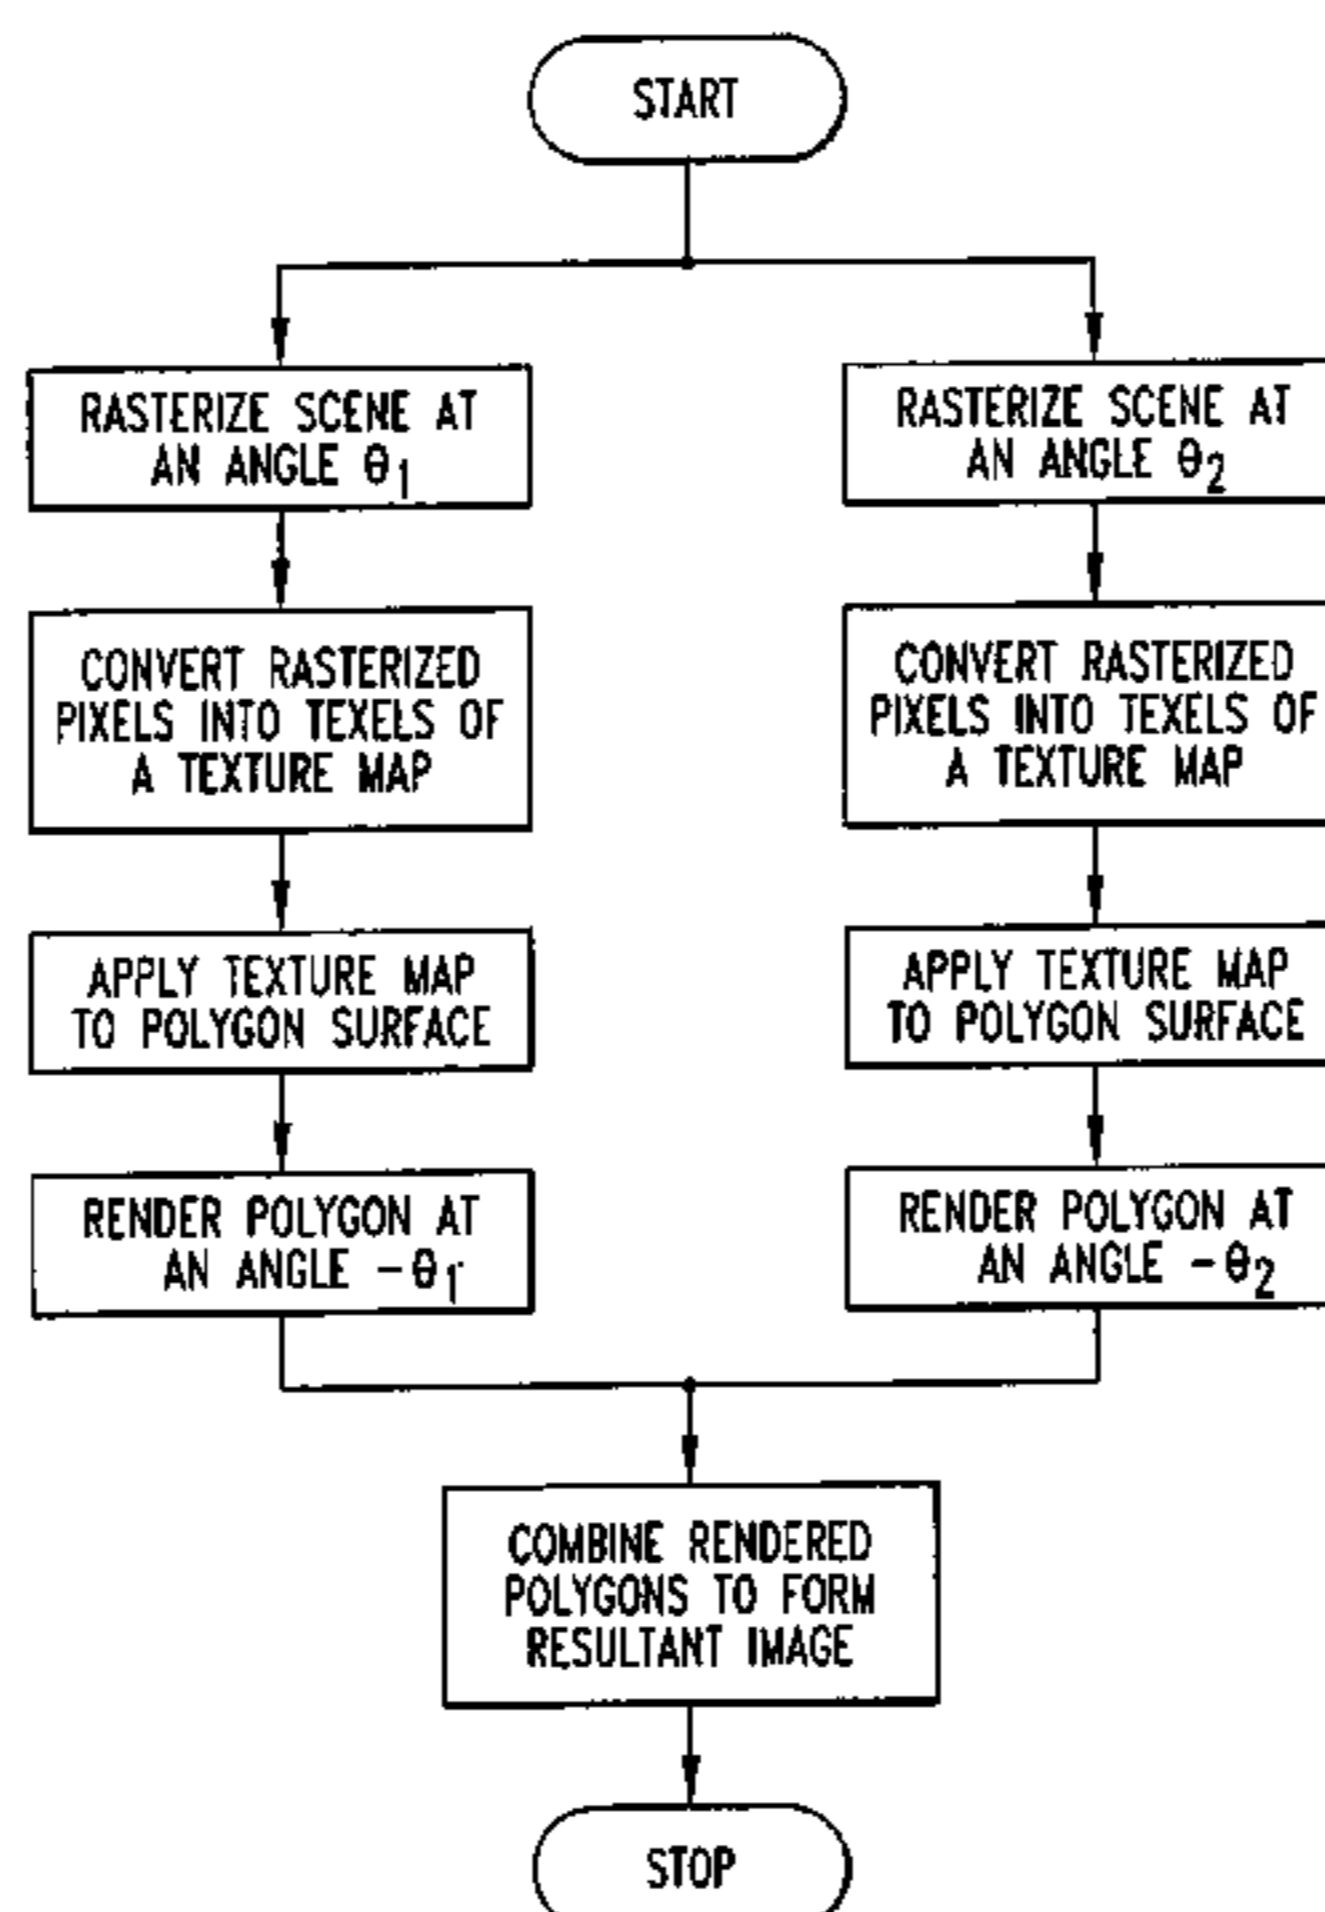 START
RASTERIZE SCENE AT
AN ANGLE θ1
RASTERIZE SCENE AT
AN ANGLE θ2
CONVERT RASTERIZED
PIXELS INTO TEXELS OF
A TEXTURE MAP
CONVERT RASTERIZED
PIXELS INTO TEXELS OF
A TEXTURE MAP
APPLY TEXTURE MAP
TO POLYGON SURFACE
APPLY TEXTURE MAP
TO POLYGON SURFACE
RENDER POLYGON AT
AN ANGLE -θ1
RENDER POLYGON AT
AN ANGLE -θ2
COMBINE RENDERED
POLYGONS TO FORM
RESULTANT IMAGE
STOP